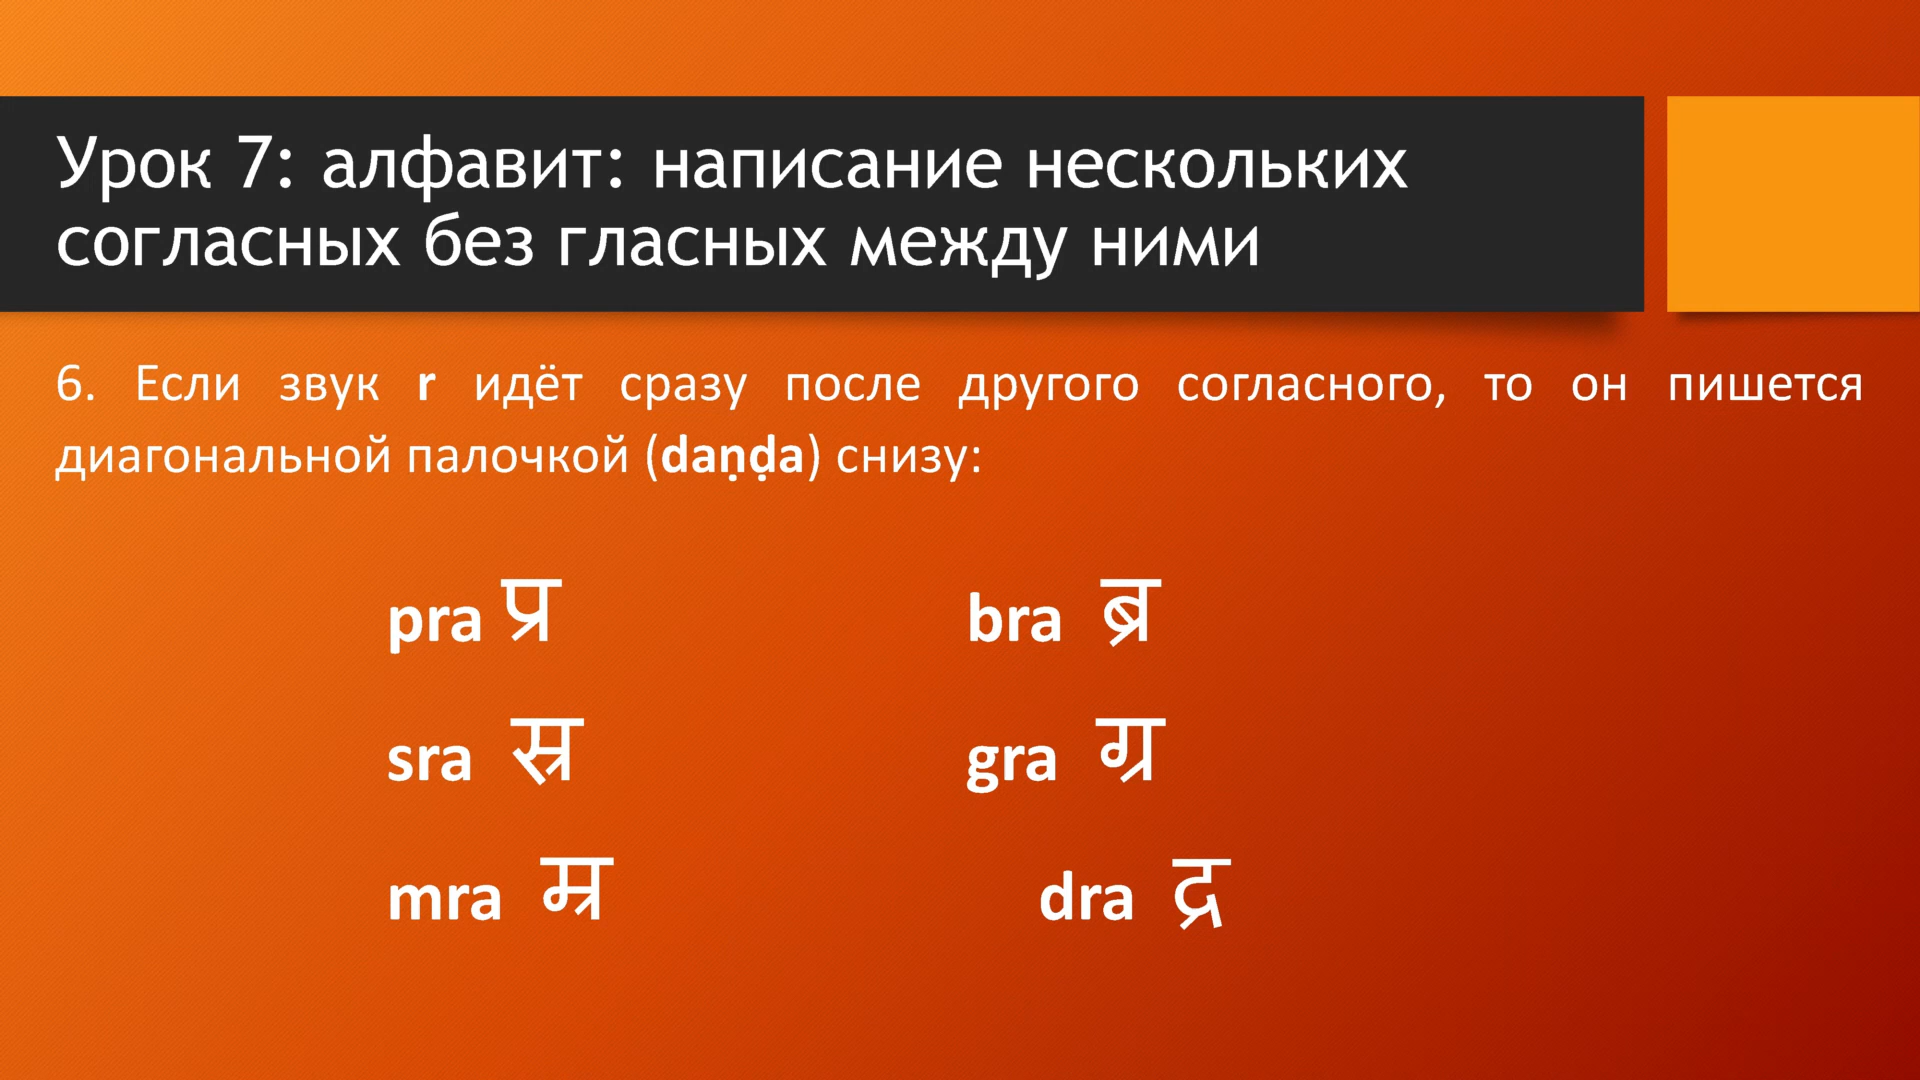 Урок 7: алфавит: написание нескольких
согласных без гласных между ними
6. Если звук r идёт сразу после другого согласного, то он пишется
диагональной палочкой (daṇḍa) снизу:
pra प्र bra ब्र
sra स्र gra ग्र
mra म्र dra द्र